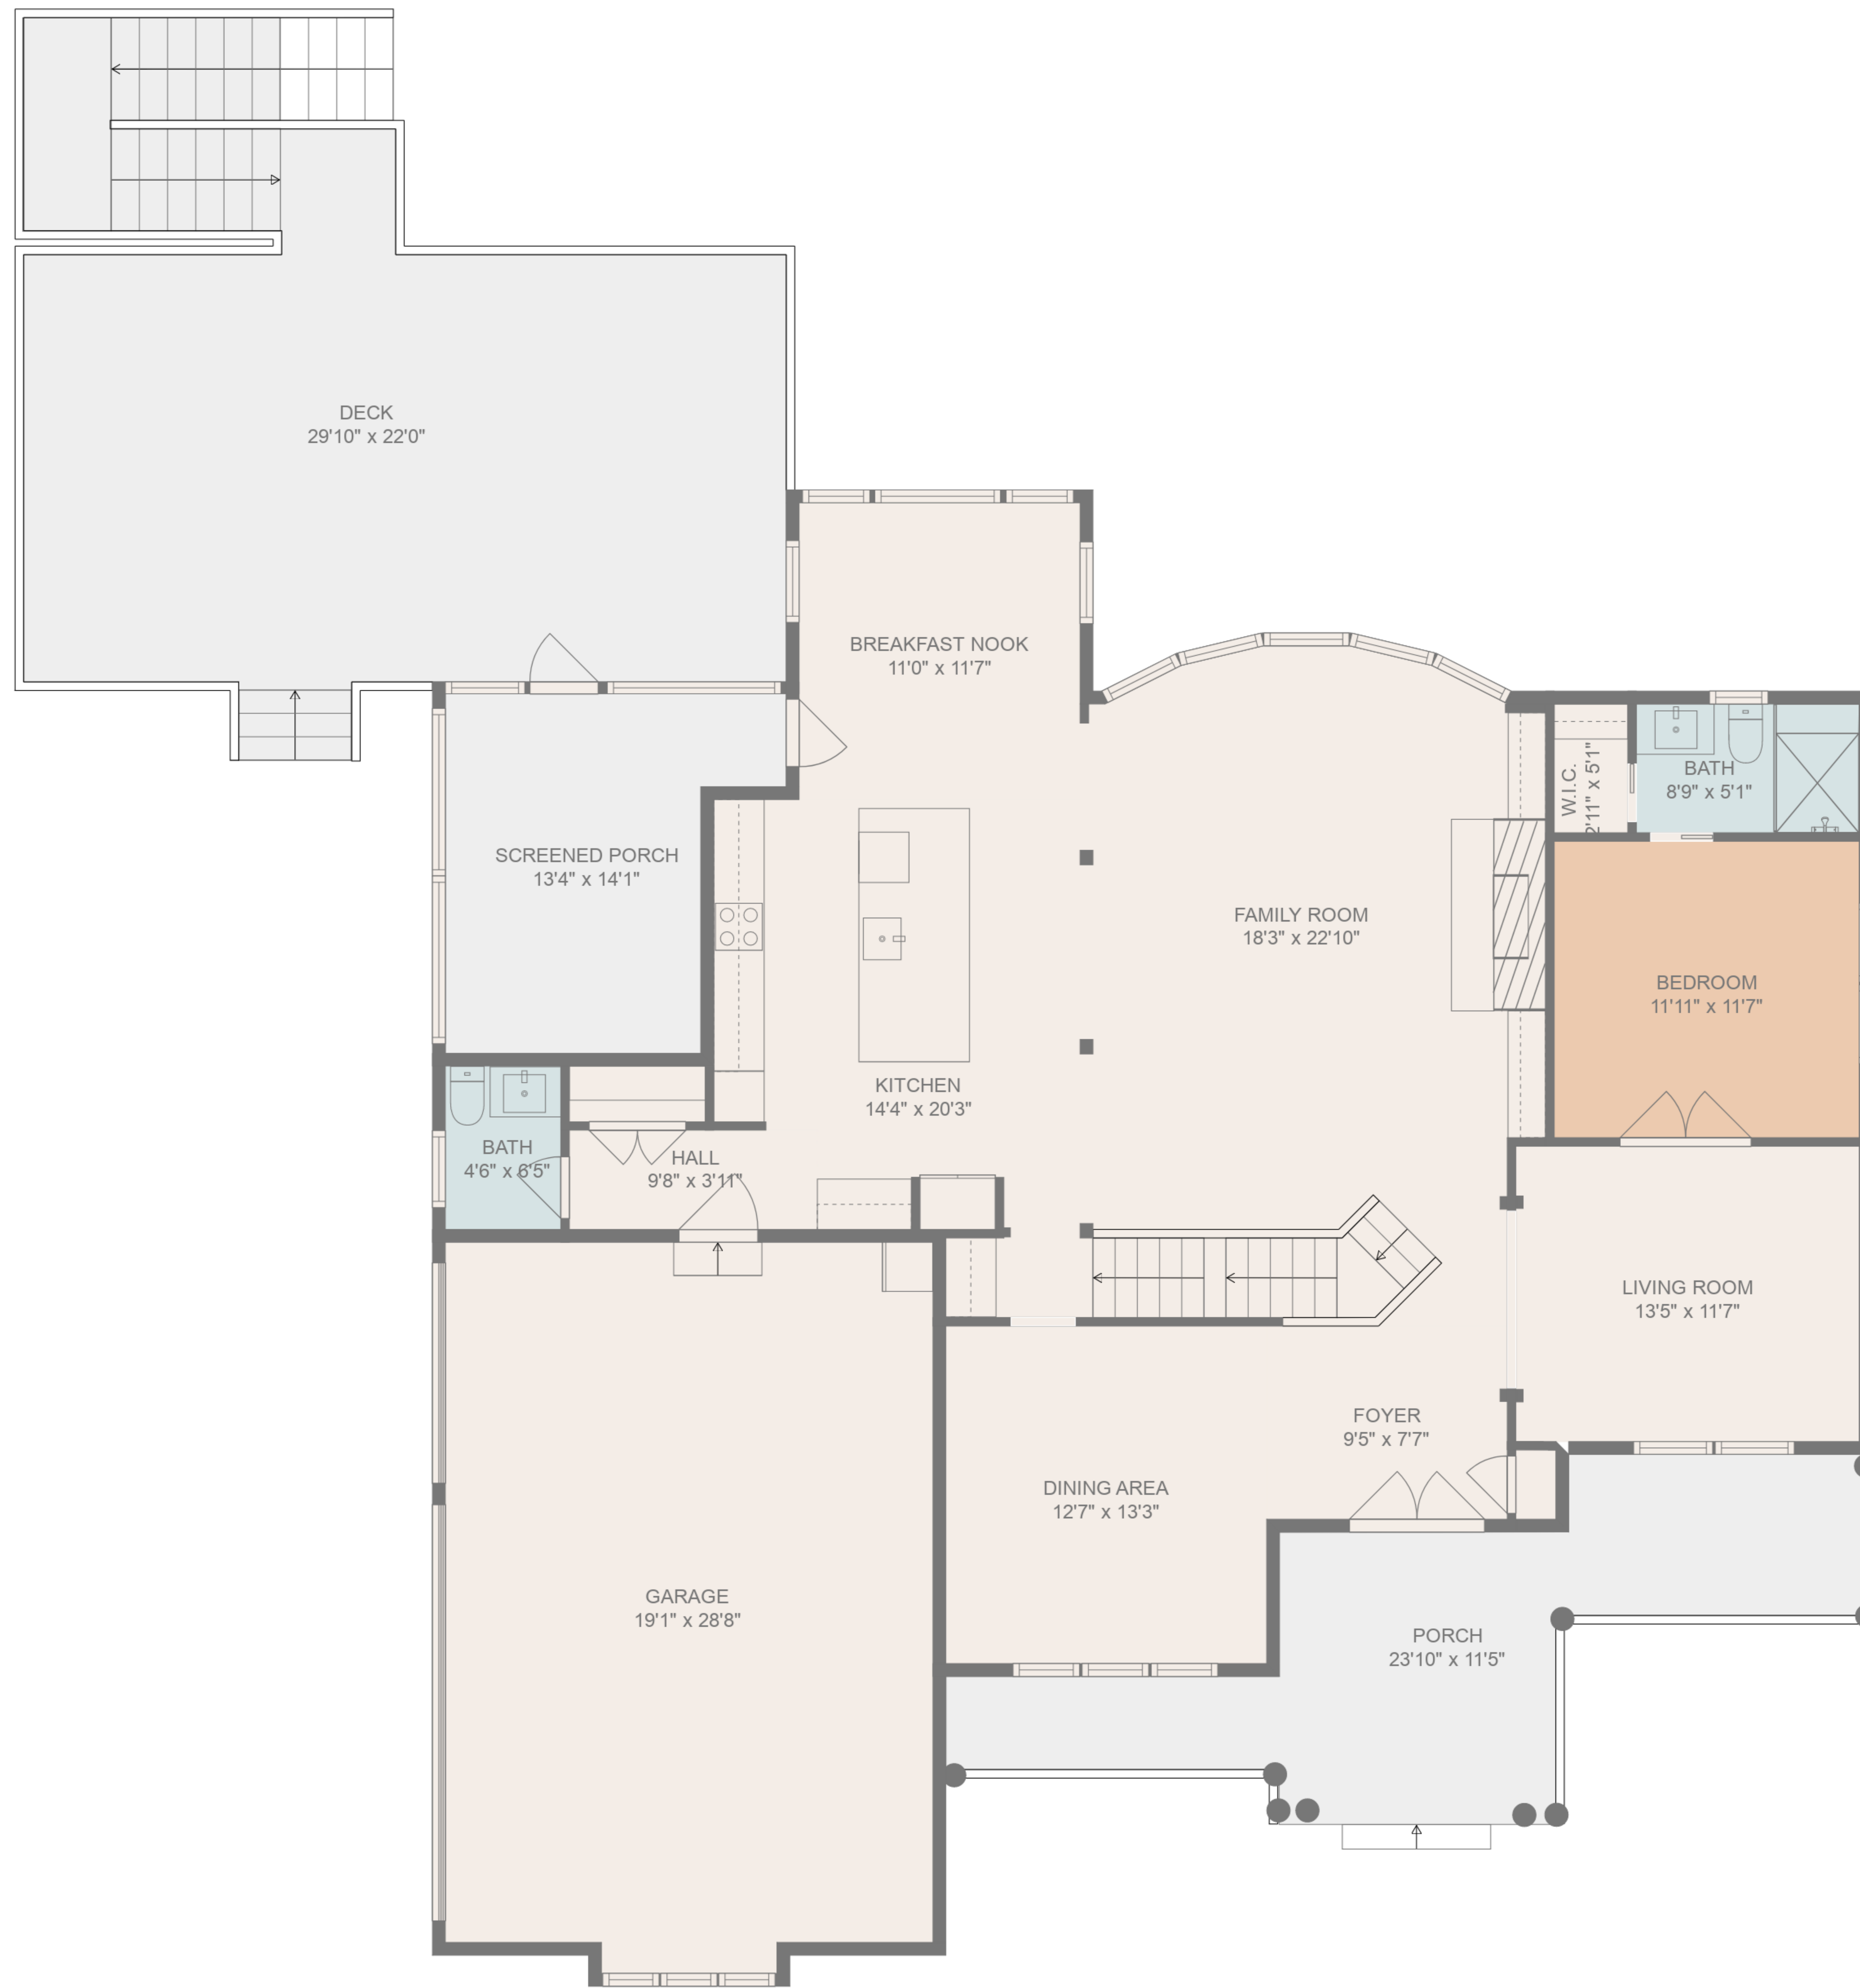 DECK
29'10" x 22'0"
BREAKFAST NOOK
11'0" x 11'7"
W.I.C.
2'11" x 5'1"
BATH
8'9" x 5'1"
SCREENED PORCH
13'4" x 14'1"
FAMILY ROOM
18'3" x 22'10"
BEDROOM
11'11" x 11'7"
KITCHEN
14'4" x 20'3"
BATH
4'6" x 6'5"
HALL
9'8" x 3'11"
LIVING ROOM
13'5" x 11'7"
FOYER
9'5" x 7'7"
DINING AREA
12'7" x 13'3"
GARAGE
19'1" x 28'8"
PORCH
23'10" x 11'5"